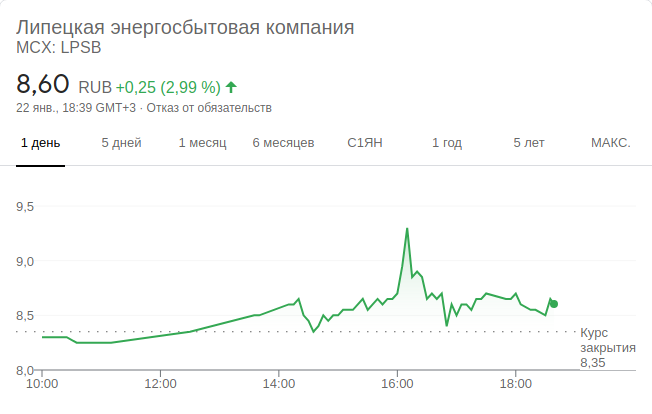 Липецкая энергосбытовая компания
MCX: LPSB
8,60 RUB +0,25 (2,99 %)
22 янв., 18:39 GMT+3 · Отказ от обязательств
1 день 5 дней 1 месяц 6 месяцев С1ЯН 1 год 5 лет МАКС.
9,5
9,0
8,5
Курс
закрытия
8,35
8,0
10:00 12:00 14:00 16:00 18:00